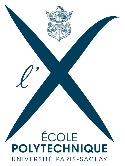 l'X
ÉCOLE
POLYTECHNIQUE
UNIVERSITÉ PARIS-SACLAY